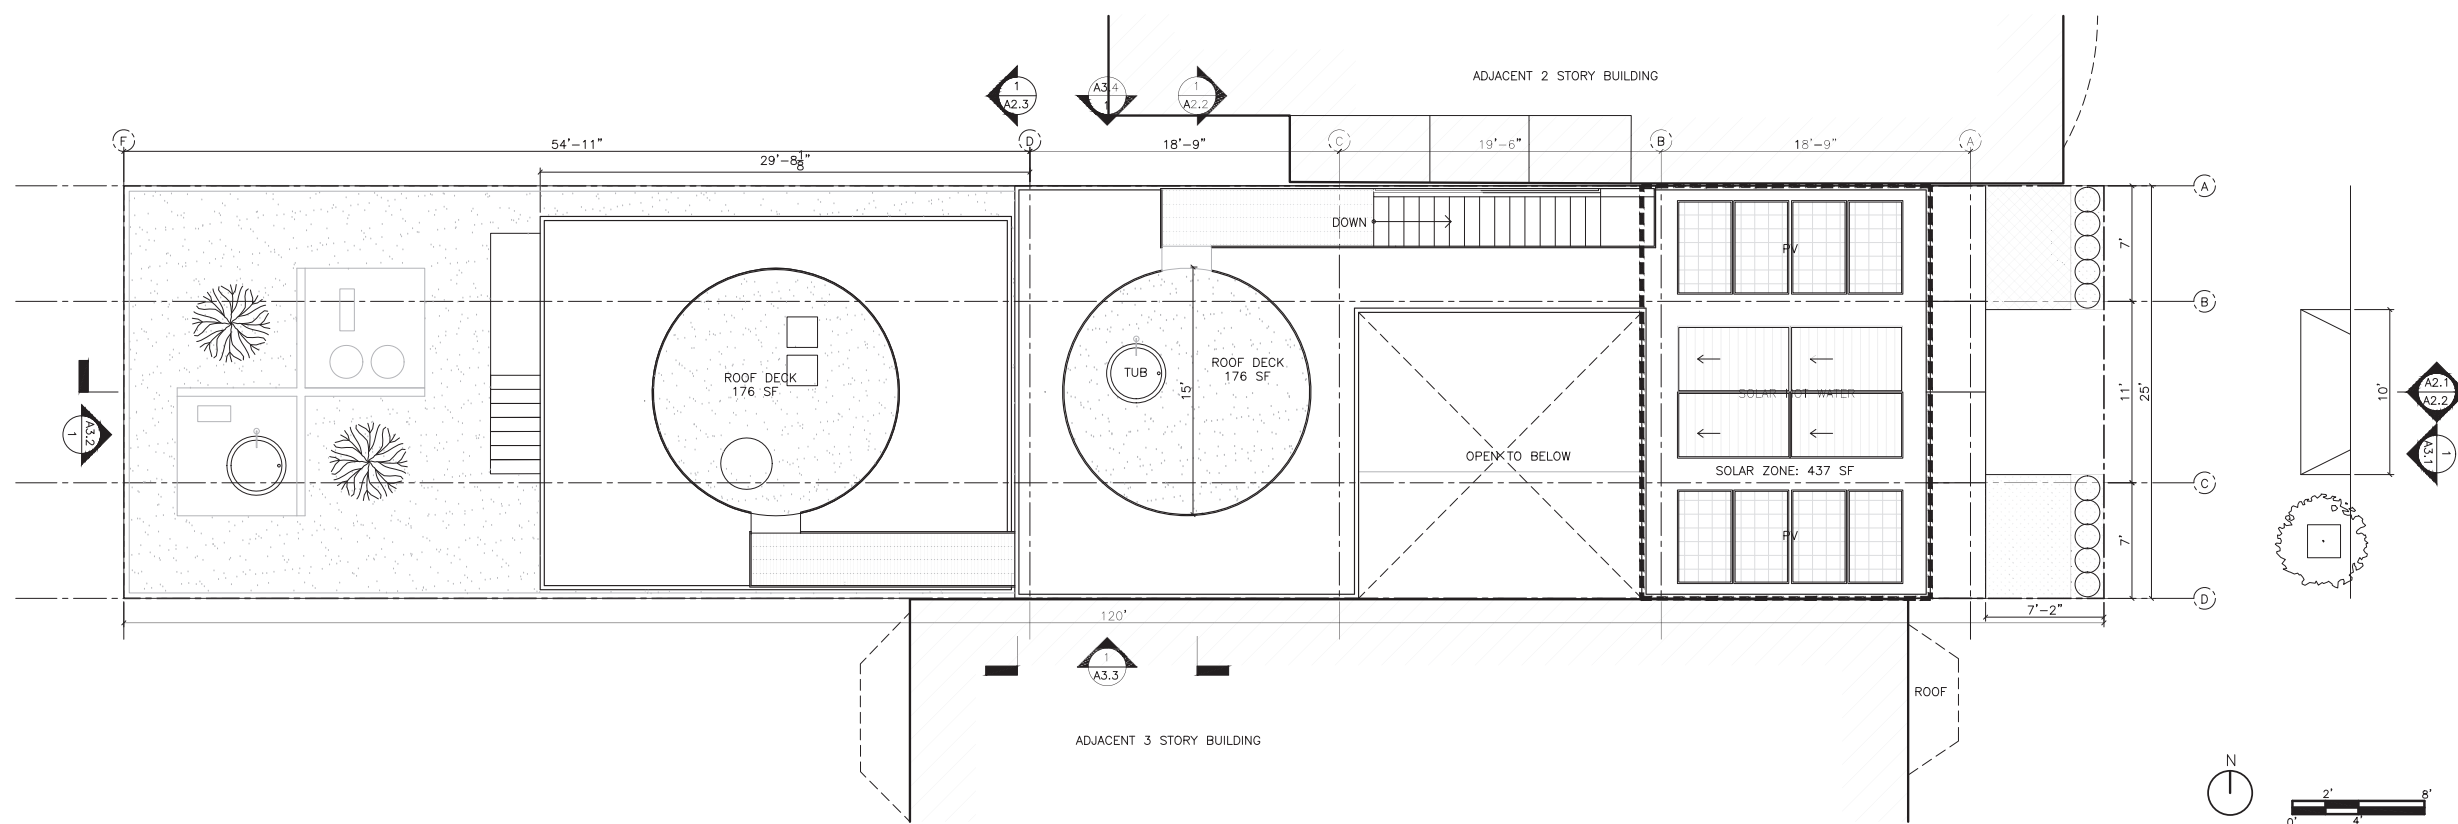 ADJACENT 2 STORY BUILDING
1
A2.3
A3.4
1
1
A2.2
F
54'-11"
D
18'-9"
C
19'-6"
B
18'-9"
A
29'-8 1/8"
A
DOWN
PV
7'
B
ROOF DECK
176 SF
TUB
15'
ROOF DECK
176 SF
SOLAR HOT WATER
11'
25'
10'
A2.1
A2.2
1
A3.2
OPEN TO BELOW
SOLAR ZONE: 437 SF
1
A3.1
C
PV
7'
D
120'
7'-2"
1
A3.3
ROOF
ADJACENT 3 STORY BUILDING
N
2'
8'
0'
4'